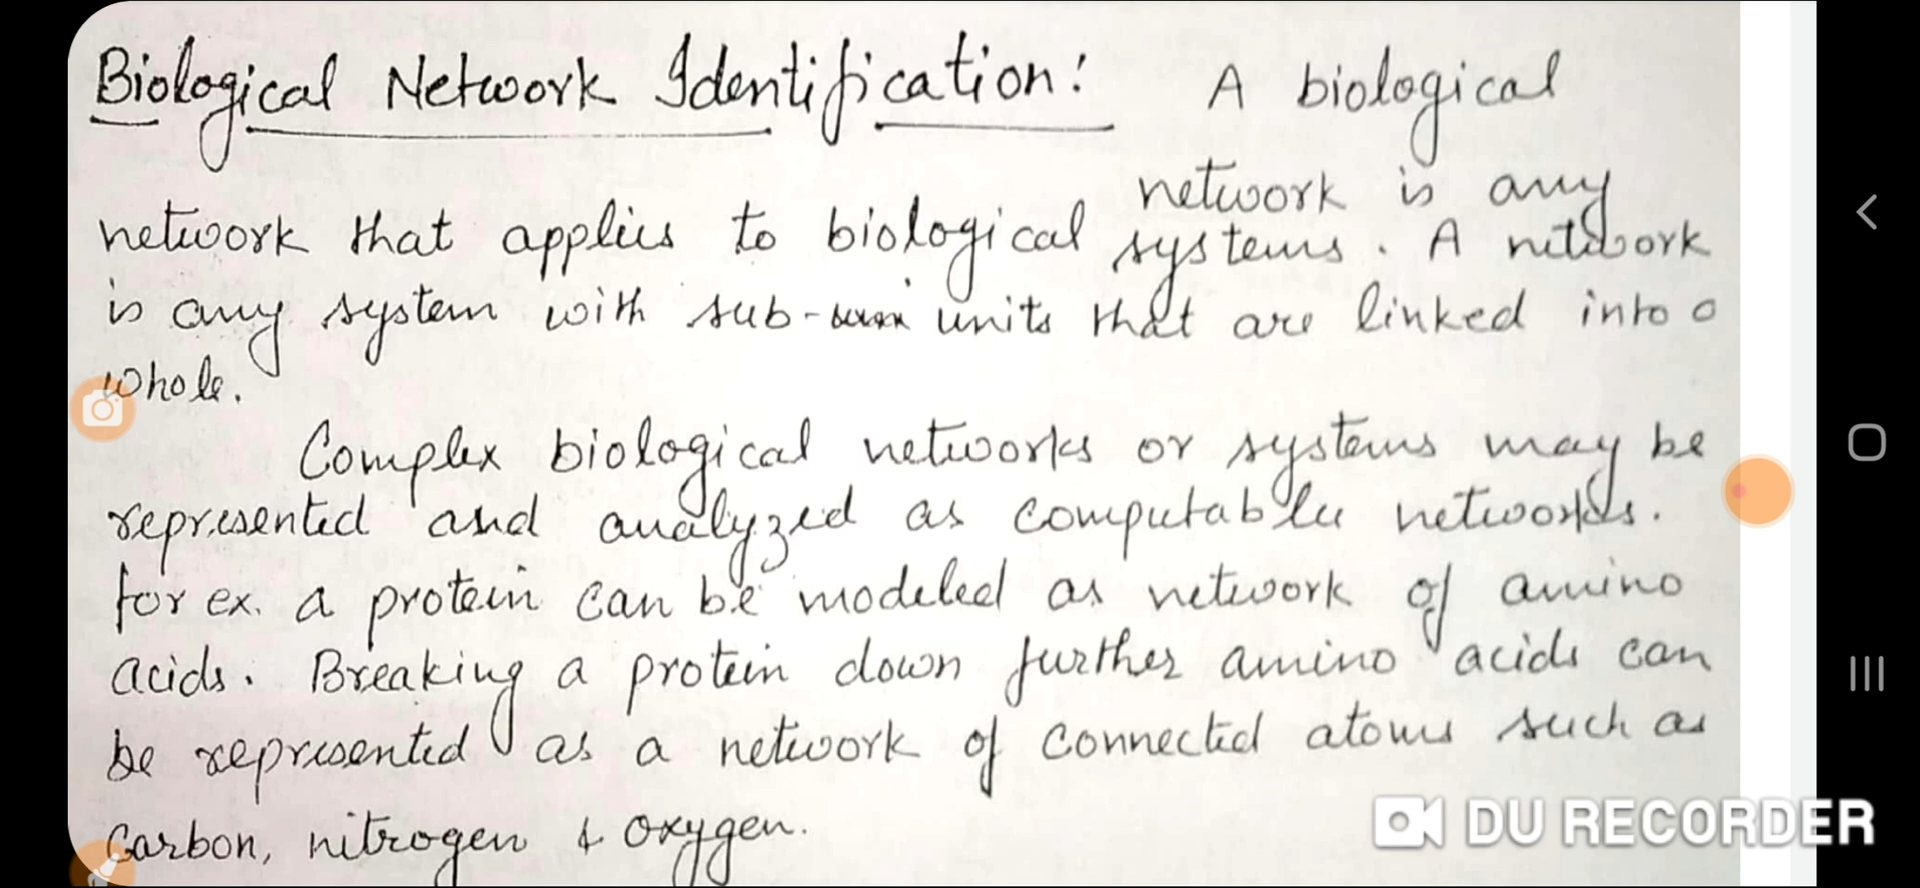 Biological Network Identification: A biological
network is any
network that applies to biological systems. A network
is any system with sub- units that are linked into a
whole.
Complex biological networks or systems may be
represented and analyzed as computable networks.
for ex. a protein can be modeled as network of amino
acids. Breaking a protein down further amino acids can
be represented as a network of connected atoms such as
Carbon, nitrogen & oxygen.
DU RECORDER